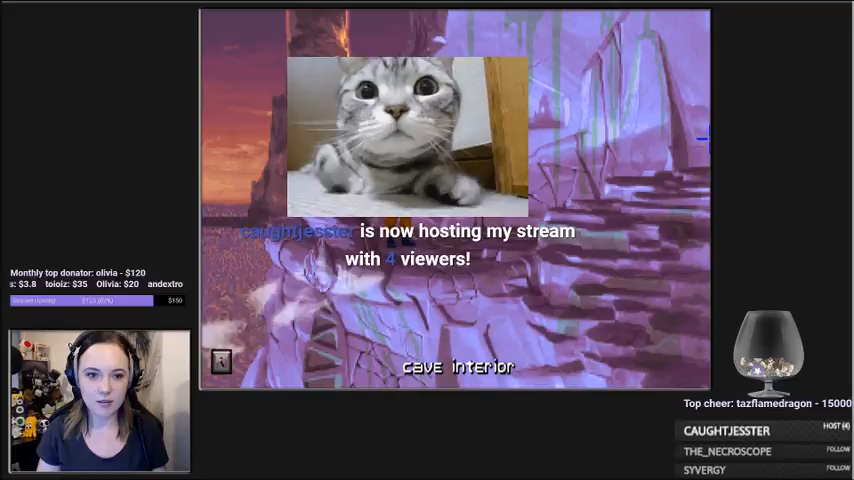 caughtjesster is now hosting my stream
with 4 viewers!
Monthly top donator: olivia - $120
s: $3.8 toioiz: $35 Olivia: $20 andextro
$150
cave interior
Top cheer: tazflamedragon - 15000
CAUGHTJESSTER HOST (4)
THE_NECROSCOPE FOLLOW
SYVERGY FOLLOW